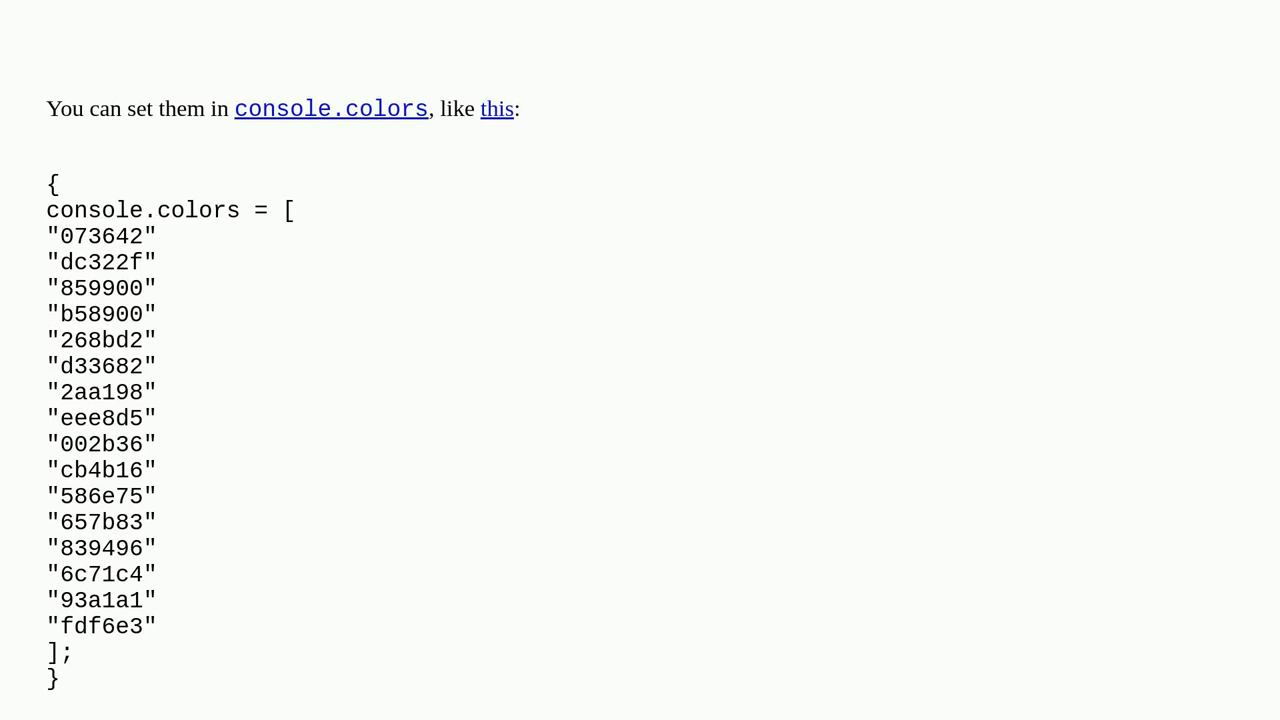 You can set them in console.colors, like this:
{
console.colors = [
"073642"
"dc322f"
"859900"
"b58900"
"268bd2"
"d33682"
"2aa198"
"eee8d5"
"002b36"
"cb4b16"
"586e75"
"657b83"
"839496"
"6c71c4"
"93a1a1"
"fdf6e3"
];
}